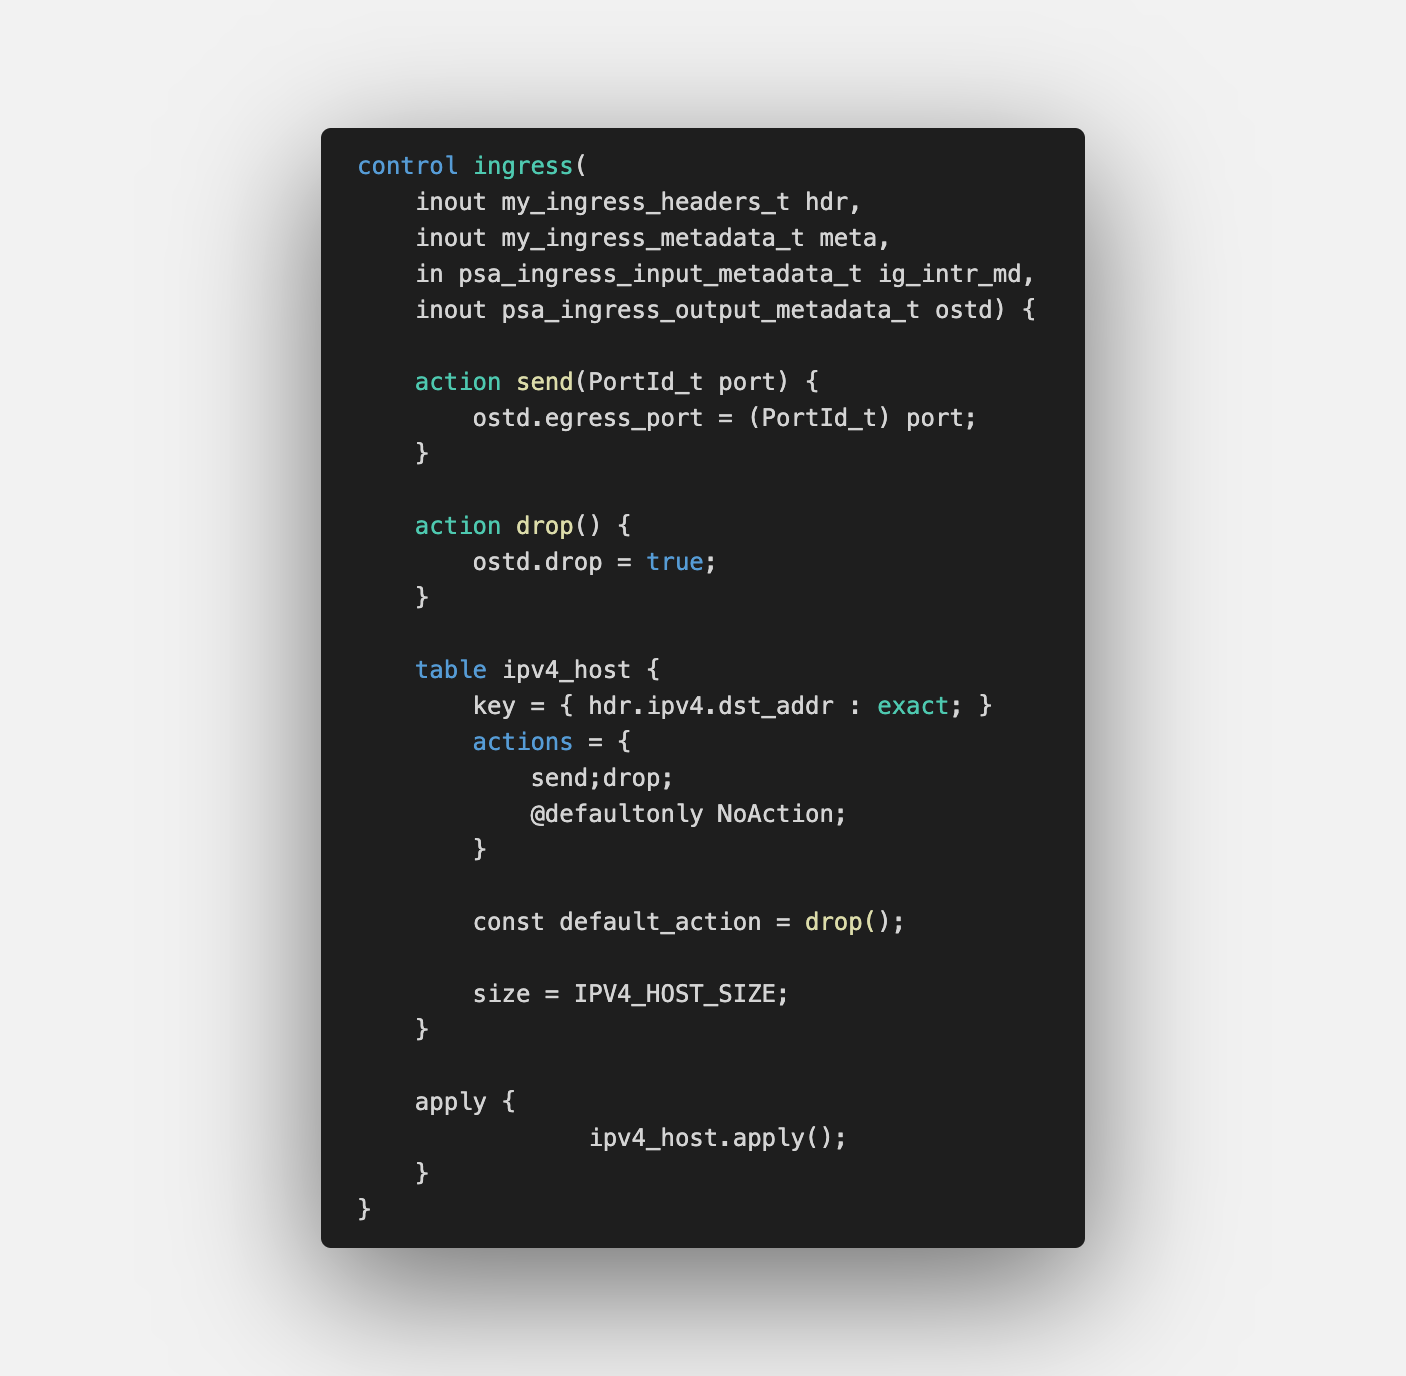 control ingress(
    inout my_ingress_headers_t hdr,
    inout my_ingress_metadata_t meta,
    in psa_ingress_input_metadata_t ig_intr_md,
    inout psa_ingress_output_metadata_t ostd) {

    action send(PortId_t port) {
        ostd.egress_port = (PortId_t) port;
    }

    action drop() {
        ostd.drop = true;
    }

    table ipv4_host {
        key = { hdr.ipv4.dst_addr : exact; }
        actions = {
            send;drop;
            @defaultonly NoAction;
        }

        const default_action = drop();

        size = IPV4_HOST_SIZE;
    }

    apply {
                ipv4_host.apply();
    }
}